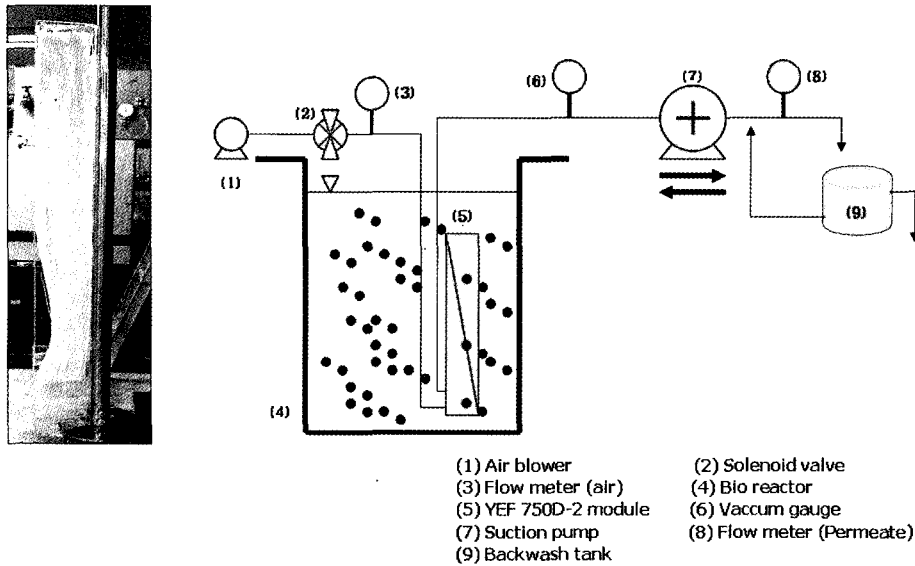 (6)
(7)
(8)
(3)
(2)
(1)
(5)
(9)
(4)
(1) Air blower (2) Solenoid valve
(3) Flow meter (air) (4) Bio reactor
(5) YEF 750D-2 module (6) Vaccum gauge
(7) Suction pump (8) Flow meter (Permeate)
(9) Backwash tank